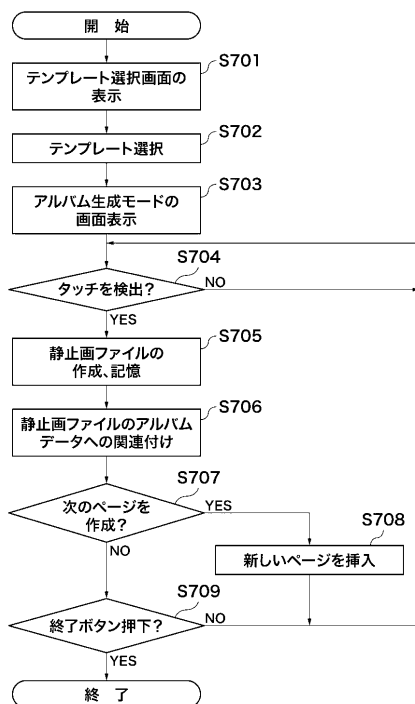 開 始
テンプレート選択画面の
表示
S701
テンプレート選択
S702
アルバム生成モードの
画面表示
S703
タッチを検出?
S704
NO
YES
静止画ファイルの
作成、記憶
S705
静止画ファイルのアルバム
データへの関連付け
S706
次のページを
作成?
S707
YES
NO
新しいページを挿入
S708
終了ボタン押下?
S709
NO
YES
終 了